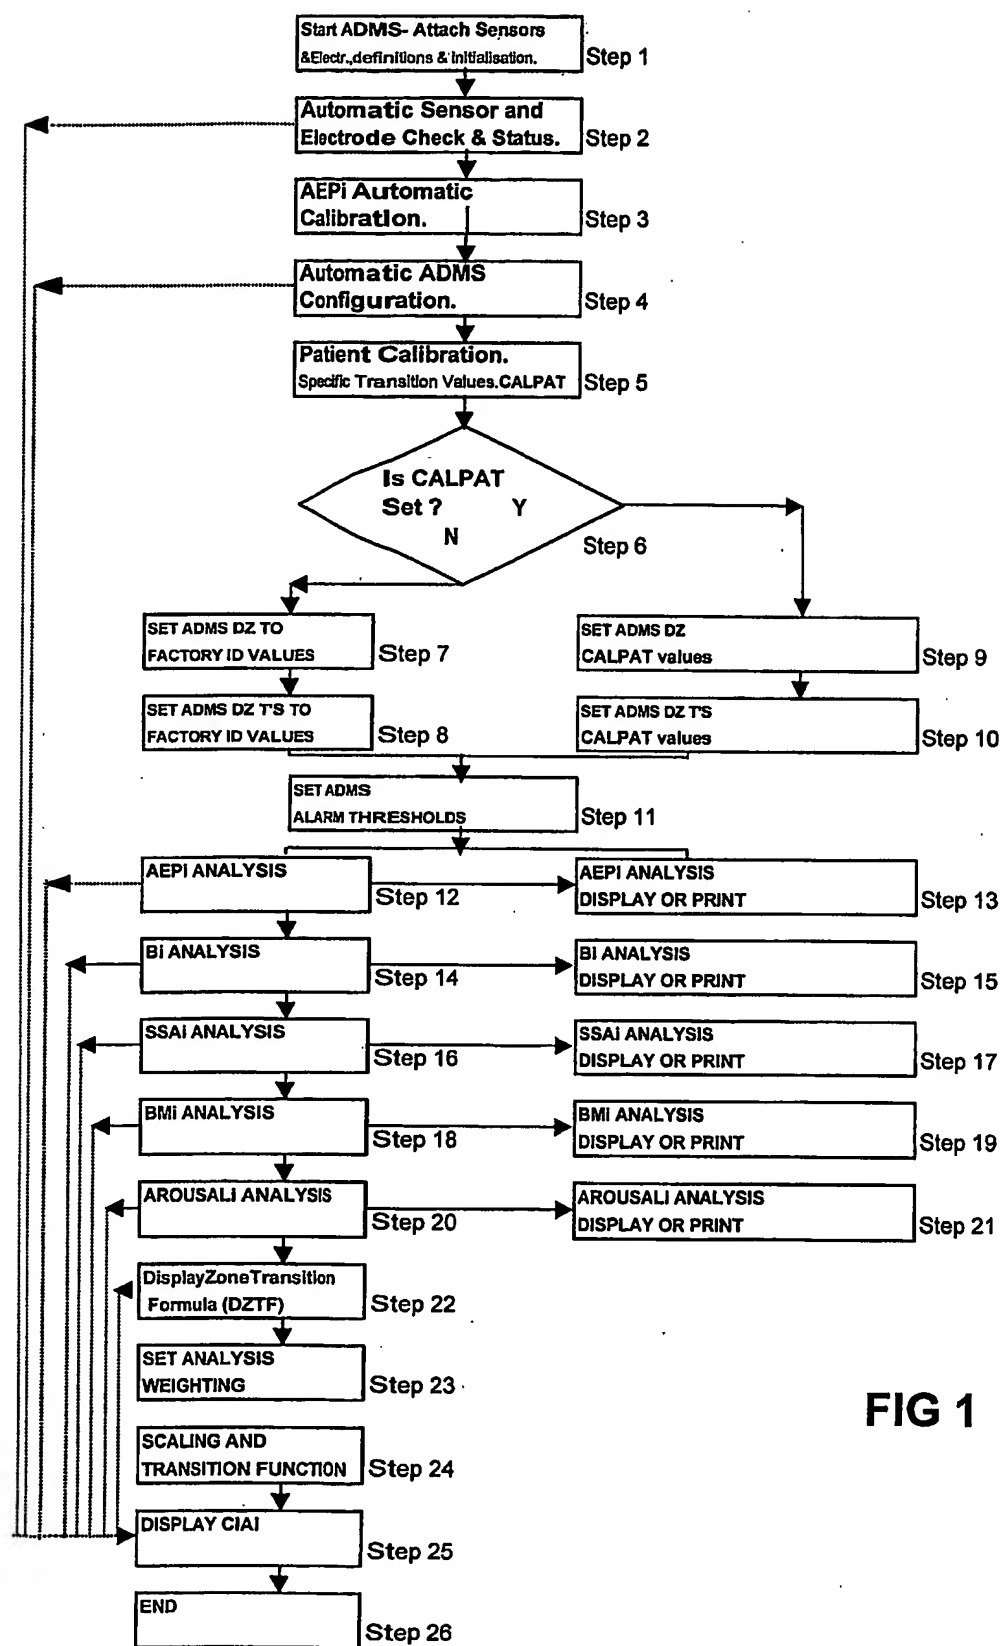 Start ADMS- Attach Sensors
&Electr.,definitions & initialisation.
Step 1
Automatic Sensor and
Electrode Check & Status.
Step 2
AEPi Automatic
Calibration.
Step 3
Automatic ADMS
Configuration.
Step 4
Patient Calibration.
Specific Transition Values.CALPAT
Step 5
Is CALPAT
Set ? Y
N
Step 6
SET ADMS DZ TO
FACTORY ID VALUES
Step 7
SET ADMS DZ
CALPAT values
Step 9
SET ADMS DZ T'S TO
FACTORY ID VALUES
Step 8
SET ADMS DZ T'S
CALPAT values
Step 10
SET ADMS
ALARM THRESHOLDS
Step 11
AEPi ANALYSIS
Step 12
AEPi ANALYSIS
DISPLAY OR PRINT
Step 13
Bi ANALYSIS
Step 14
Bi ANALYSIS
DISPLAY OR PRINT
Step 15
SSAi ANALYSIS
Step 16
SSAi ANALYSIS
DISPLAY OR PRINT
Step 17
BMi ANALYSIS
Step 18
BMi ANALYSIS
DISPLAY OR PRINT
Step 19
AROUSALi ANALYSIS
Step 20
AROUSALi ANALYSIS
DISPLAY OR PRINT
Step 21
DisplayZoneTransition
Formula (DZTF)
Step 22
SET ANALYSIS
WEIGHTING
Step 23
FIG 1
SCALING AND
TRANSITION FUNCTION
Step 24
DISPLAY CIAi
Step 25
END
Step 26